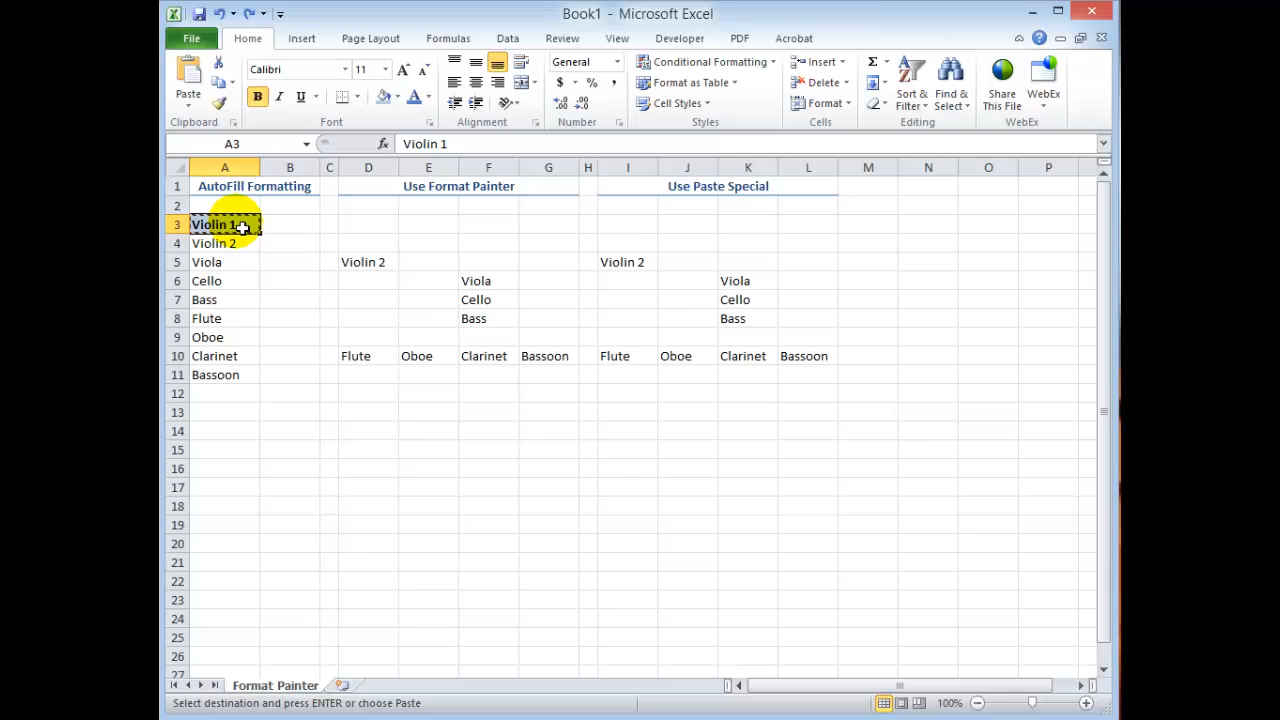 Book1 - Microsoft Excel
File Home Insert Page Layout Formulas Data Review View Developer PDF Acrobat
Paste
Calibri 11
B I U
General
$ % ,
Conditional Formatting
Format as Table
Cell Styles
Insert
Delete
Format
Σ
Sort & Filter
Find & Select
Share This File
WebEx
Clipboard Font Alignment Number Styles Cells Editing WebEx
A3 fx Violin 1
A B C D E F G H I J K L M N O P
1 AutoFill Formatting Use Format Painter Use Paste Special
2
3 Violin 1
4 Violin 2
5 Viola Violin 2 Violin 2
6 Cello Viola Viola
7 Bass Cello Cello
8 Flute Bass Bass
9 Oboe
10 Clarinet Flute Oboe Clarinet Bassoon Flute Oboe Clarinet Bassoon
11 Bassoon
12
13
14
15
16
17
18
19
20
21
22
23
24
25
26
27
Format Painter
Select destination and press ENTER or choose Paste 100%